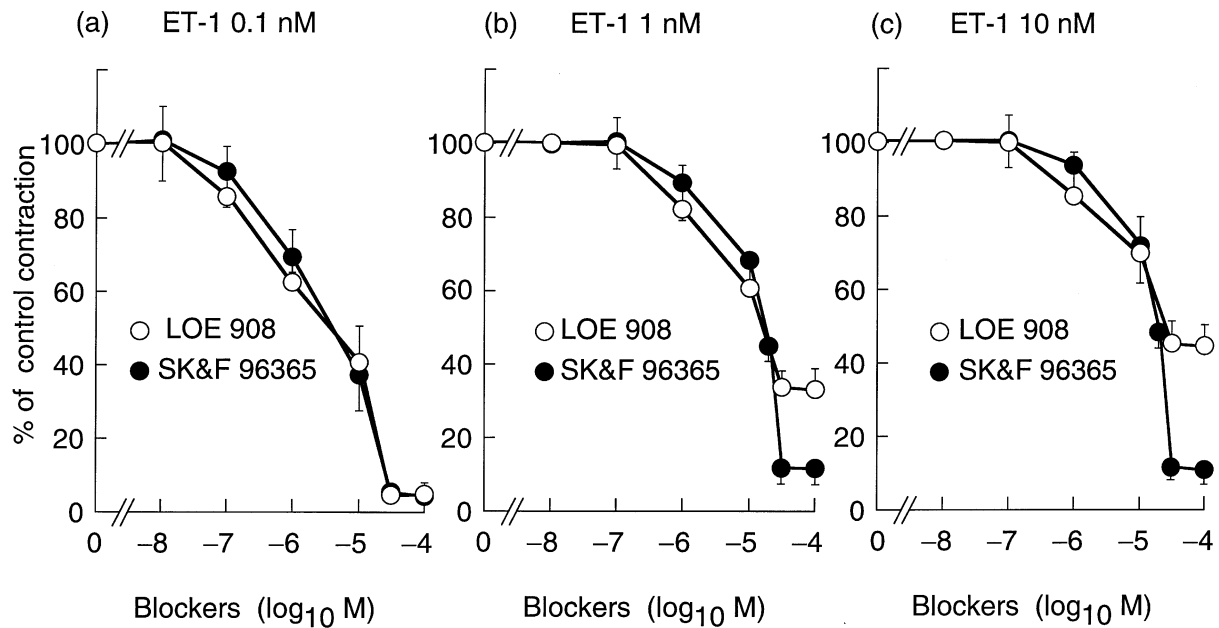 (a) ET-1 0.1 nM
(b) ET-1 1 nM
(c) ET-1 10 nM
% of control contraction
100
80
60
40
20
0
LOE 908
SK&F 96365
0 –8 –7 –6 –5 –4
Blockers (log10 M)
100
80
60
40
20
0
LOE 908
SK&F 96365
0 –8 –7 –6 –5 –4
Blockers (log10 M)
100
80
60
40
20
0
LOE 908
SK&F 96365
0 –8 –7 –6 –5 –4
Blockers (log10 M)